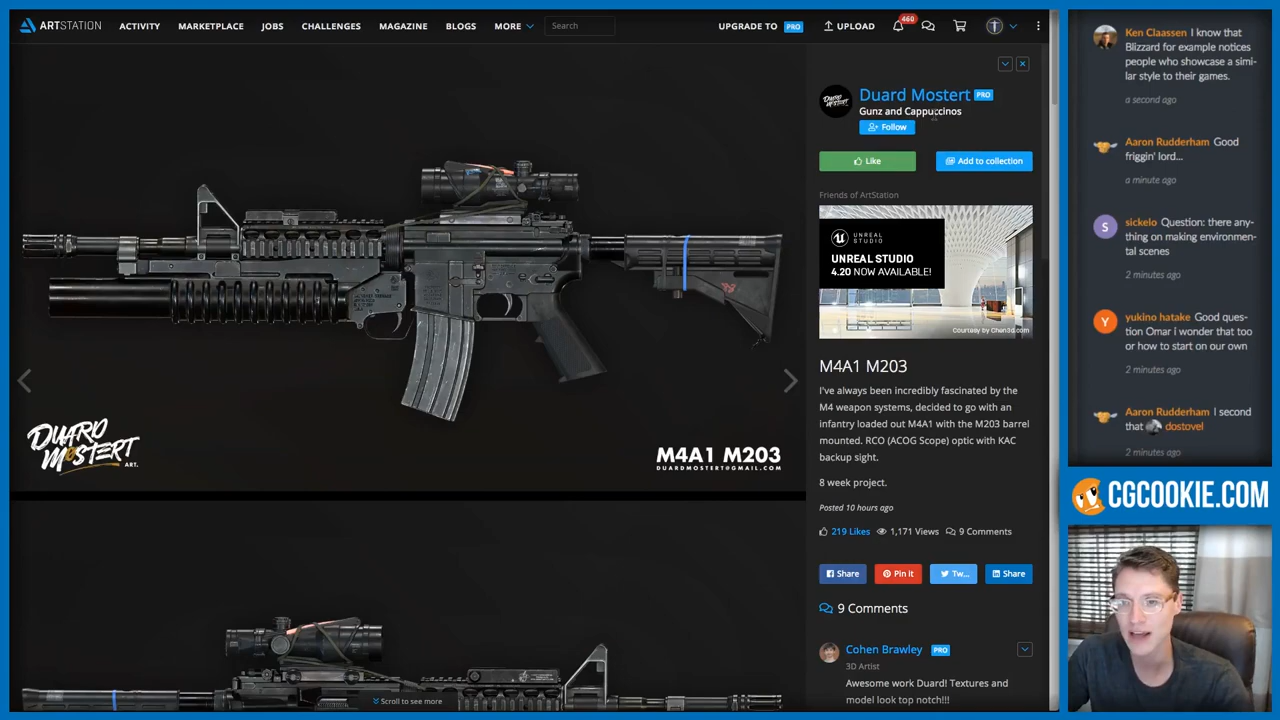 ARTSTATION ACTIVITY MARKETPLACE JOBS CHALLENGES MAGAZINE BLOGS MORE Search UPGRADE TO PRO UPLOAD 460
Duard Mostert PRO
Gunz and Cappuccinos
Follow
Like Add to collection
Friends of ArtStation
UNREAL
STUDIO
UNREAL STUDIO
4.20 NOW AVAILABLE!
Courtesy by Chen3d.com
M4A1 M203
I've always been incredibly fascinated by the
M4 weapon systems, decided to go with an
infantry loaded out M4A1 with the M203 barrel
mounted. RCO (ACOG Scope) optic with KAC
backup sight.
8 week project.
Posted 10 hours ago
219 Likes 1,171 Views 9 Comments
Share Pin it Tw... Share
9 Comments
Cohen Brawley PRO
3D Artist
Awesome work Duard! Textures and
model look top notch!!!
DUARD
MOSTERT
ART.
M4A1 M203
DUARDMOSTERT@GMAIL.COM
Scroll to see more
Ken Claassen I know that
Blizzard for example notices
people who showcase a simi-
lar style to their games.
a second ago
Aaron Rudderham Good
friggin' lord...
a minute ago
sickelo Question: there any-
thing on making environmen-
tal scenes
2 minutes ago
yukino hatake Good ques-
tion Omar i wonder that too
or how to start on our own
2 minutes ago
Aaron Rudderham I second
that dostovel
2 minutes ago
CGCOOKIE.COM